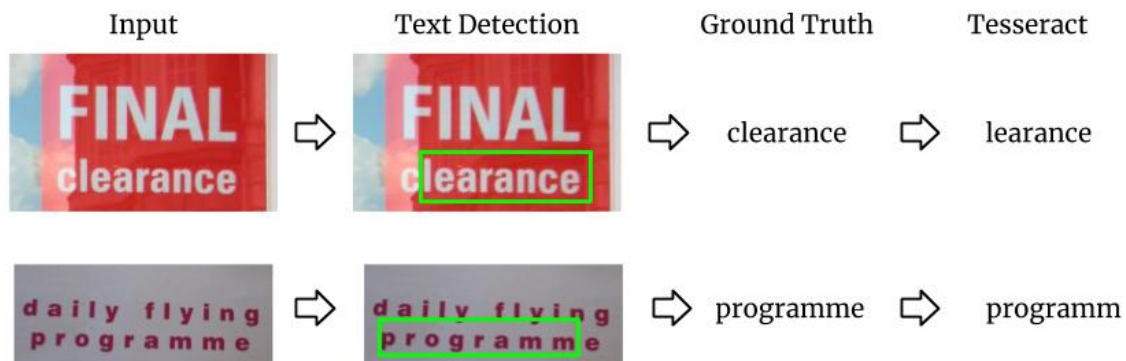 Input Text Detection Ground Truth Tesseract
FINAL FINAL
clearance clearance clearance learance
daily flying daily flying
programme programme programme programm